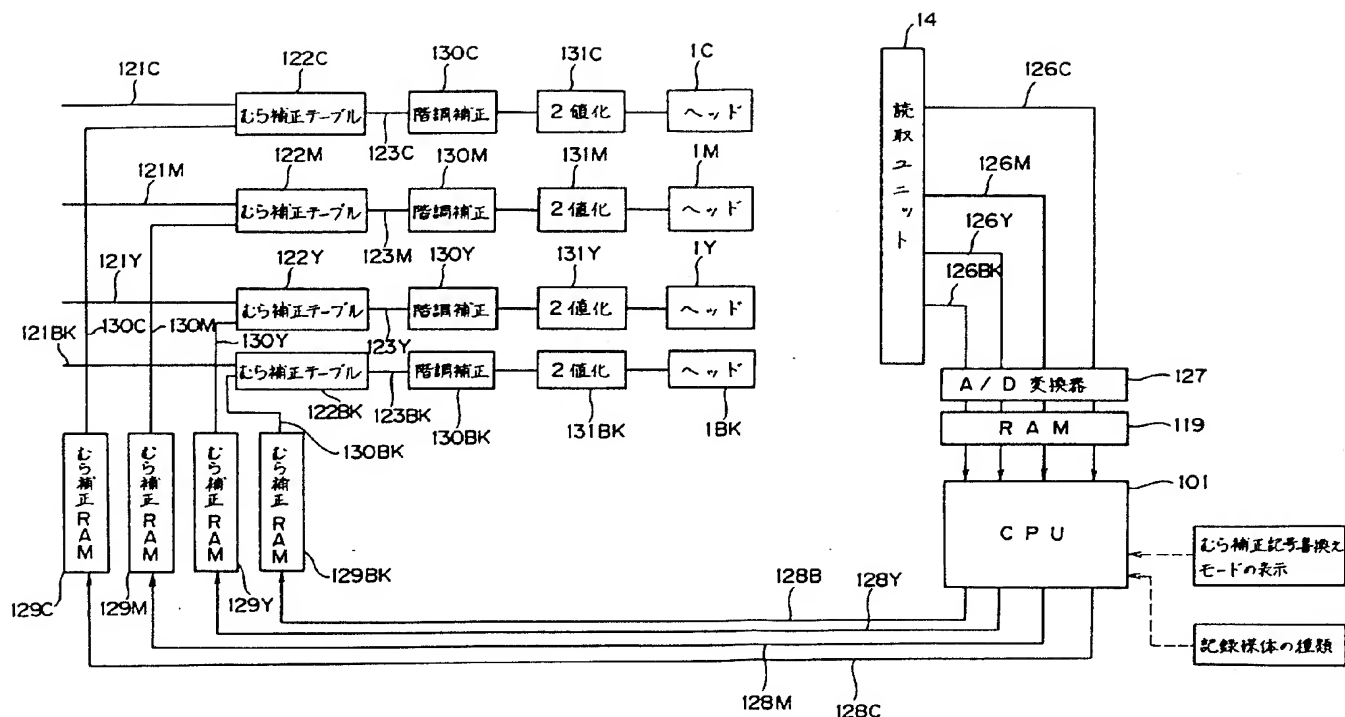 14
122C
130C
131C
1C
121C
126C
むら補正テーブル
階調補正
2値化
ヘッド
読取ユニット
123C
122M
130M
131M
1M
121M
126M
むら補正テーブル
階調補正
2値化
ヘッド
123M
126Y
122Y
130Y
131Y
1Y
121Y
126BK
むら補正テーブル
階調補正
2値化
ヘッド
121BK
130C
130M
130Y
123Y
むら補正テーブル
階調補正
2値化
ヘッド
A/D変換器
127
122BK
123BK
130BK
131BK
1BK
RAM
119
130BK
むら補正RAM
むら補正RAM
むら補正RAM
むら補正RAM
101
CPU
むら補正記号書換え
モードの表示
129BK
129C
129M
129Y
128B
128Y
記録媒体の種類
128M
128C